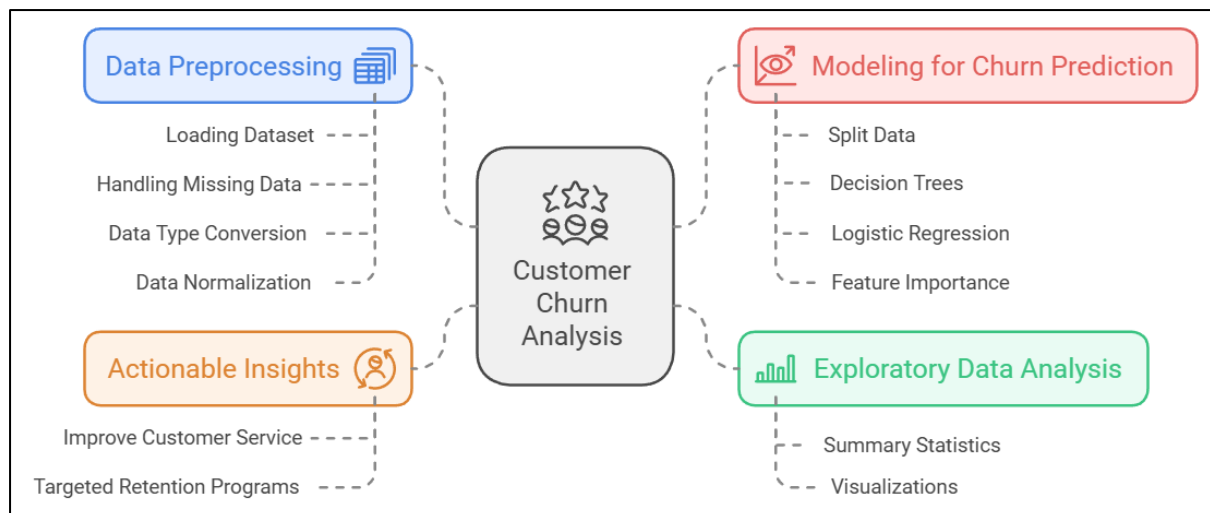 Data Preprocessing
Loading Dataset
Handling Missing Data
Data Type Conversion
Data Normalization
Actionable Insights
Improve Customer Service
Targeted Retention Programs
Customer
Churn
Analysis
Modeling for Churn Prediction
Split Data
Decision Trees
Logistic Regression
Feature Importance
Exploratory Data Analysis
Summary Statistics
Visualizations